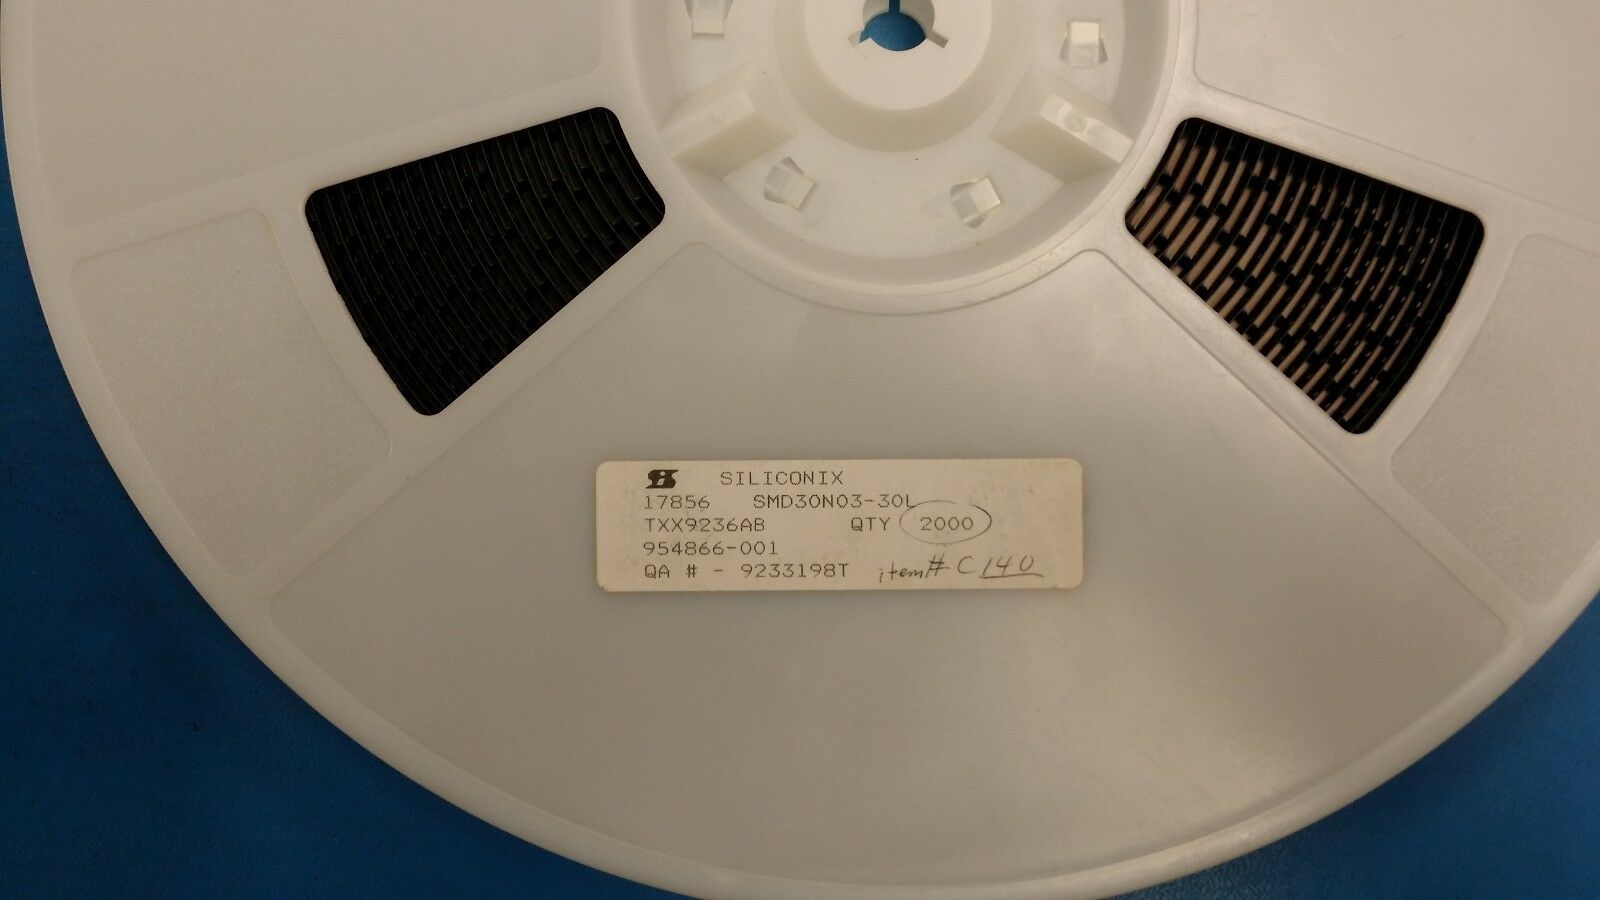 SILICONIX
17856 SMD30N03-30L
TXX9236AB QTY 2000
954866-001
QA # - 9233198T item# C140